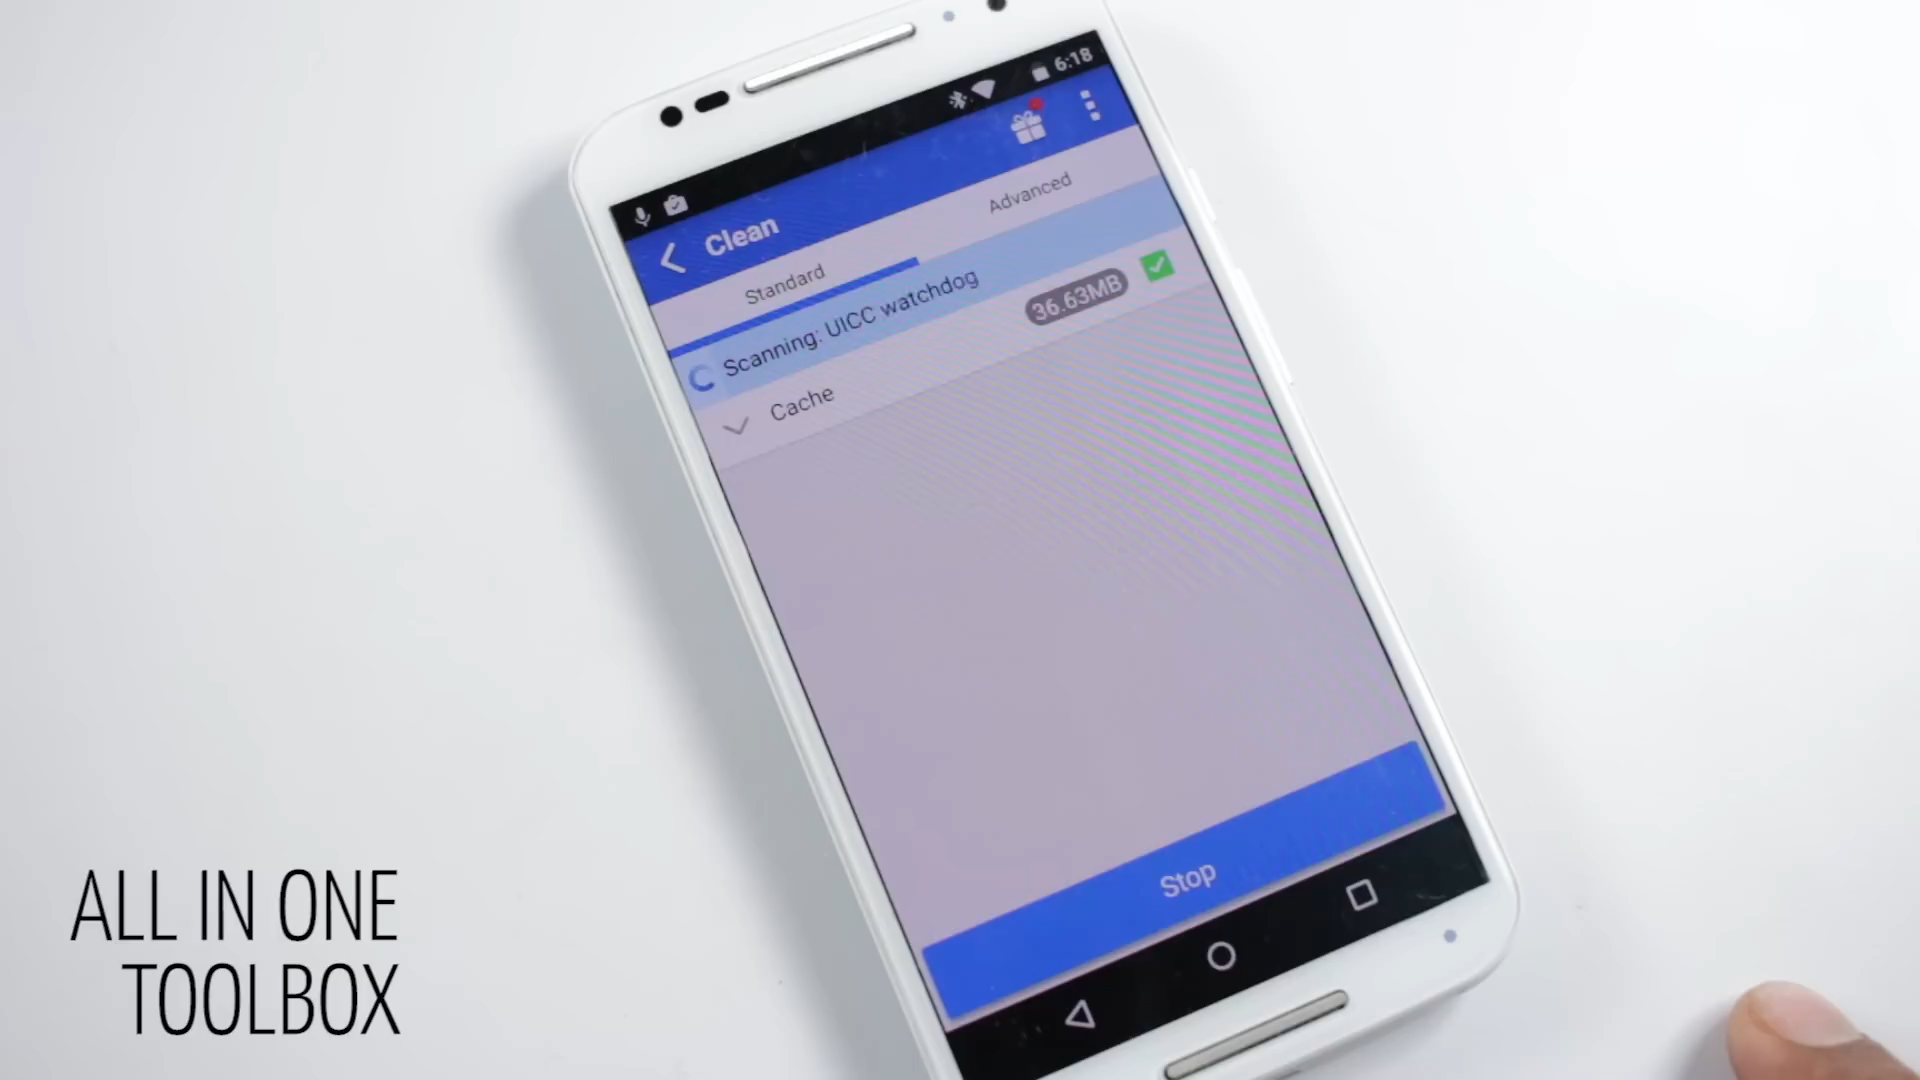 6:18
Clean
Standard
Advanced
Scanning: UICC watchdog
Cache
36.63MB
Stop
ALL IN ONE
TOOLBOX